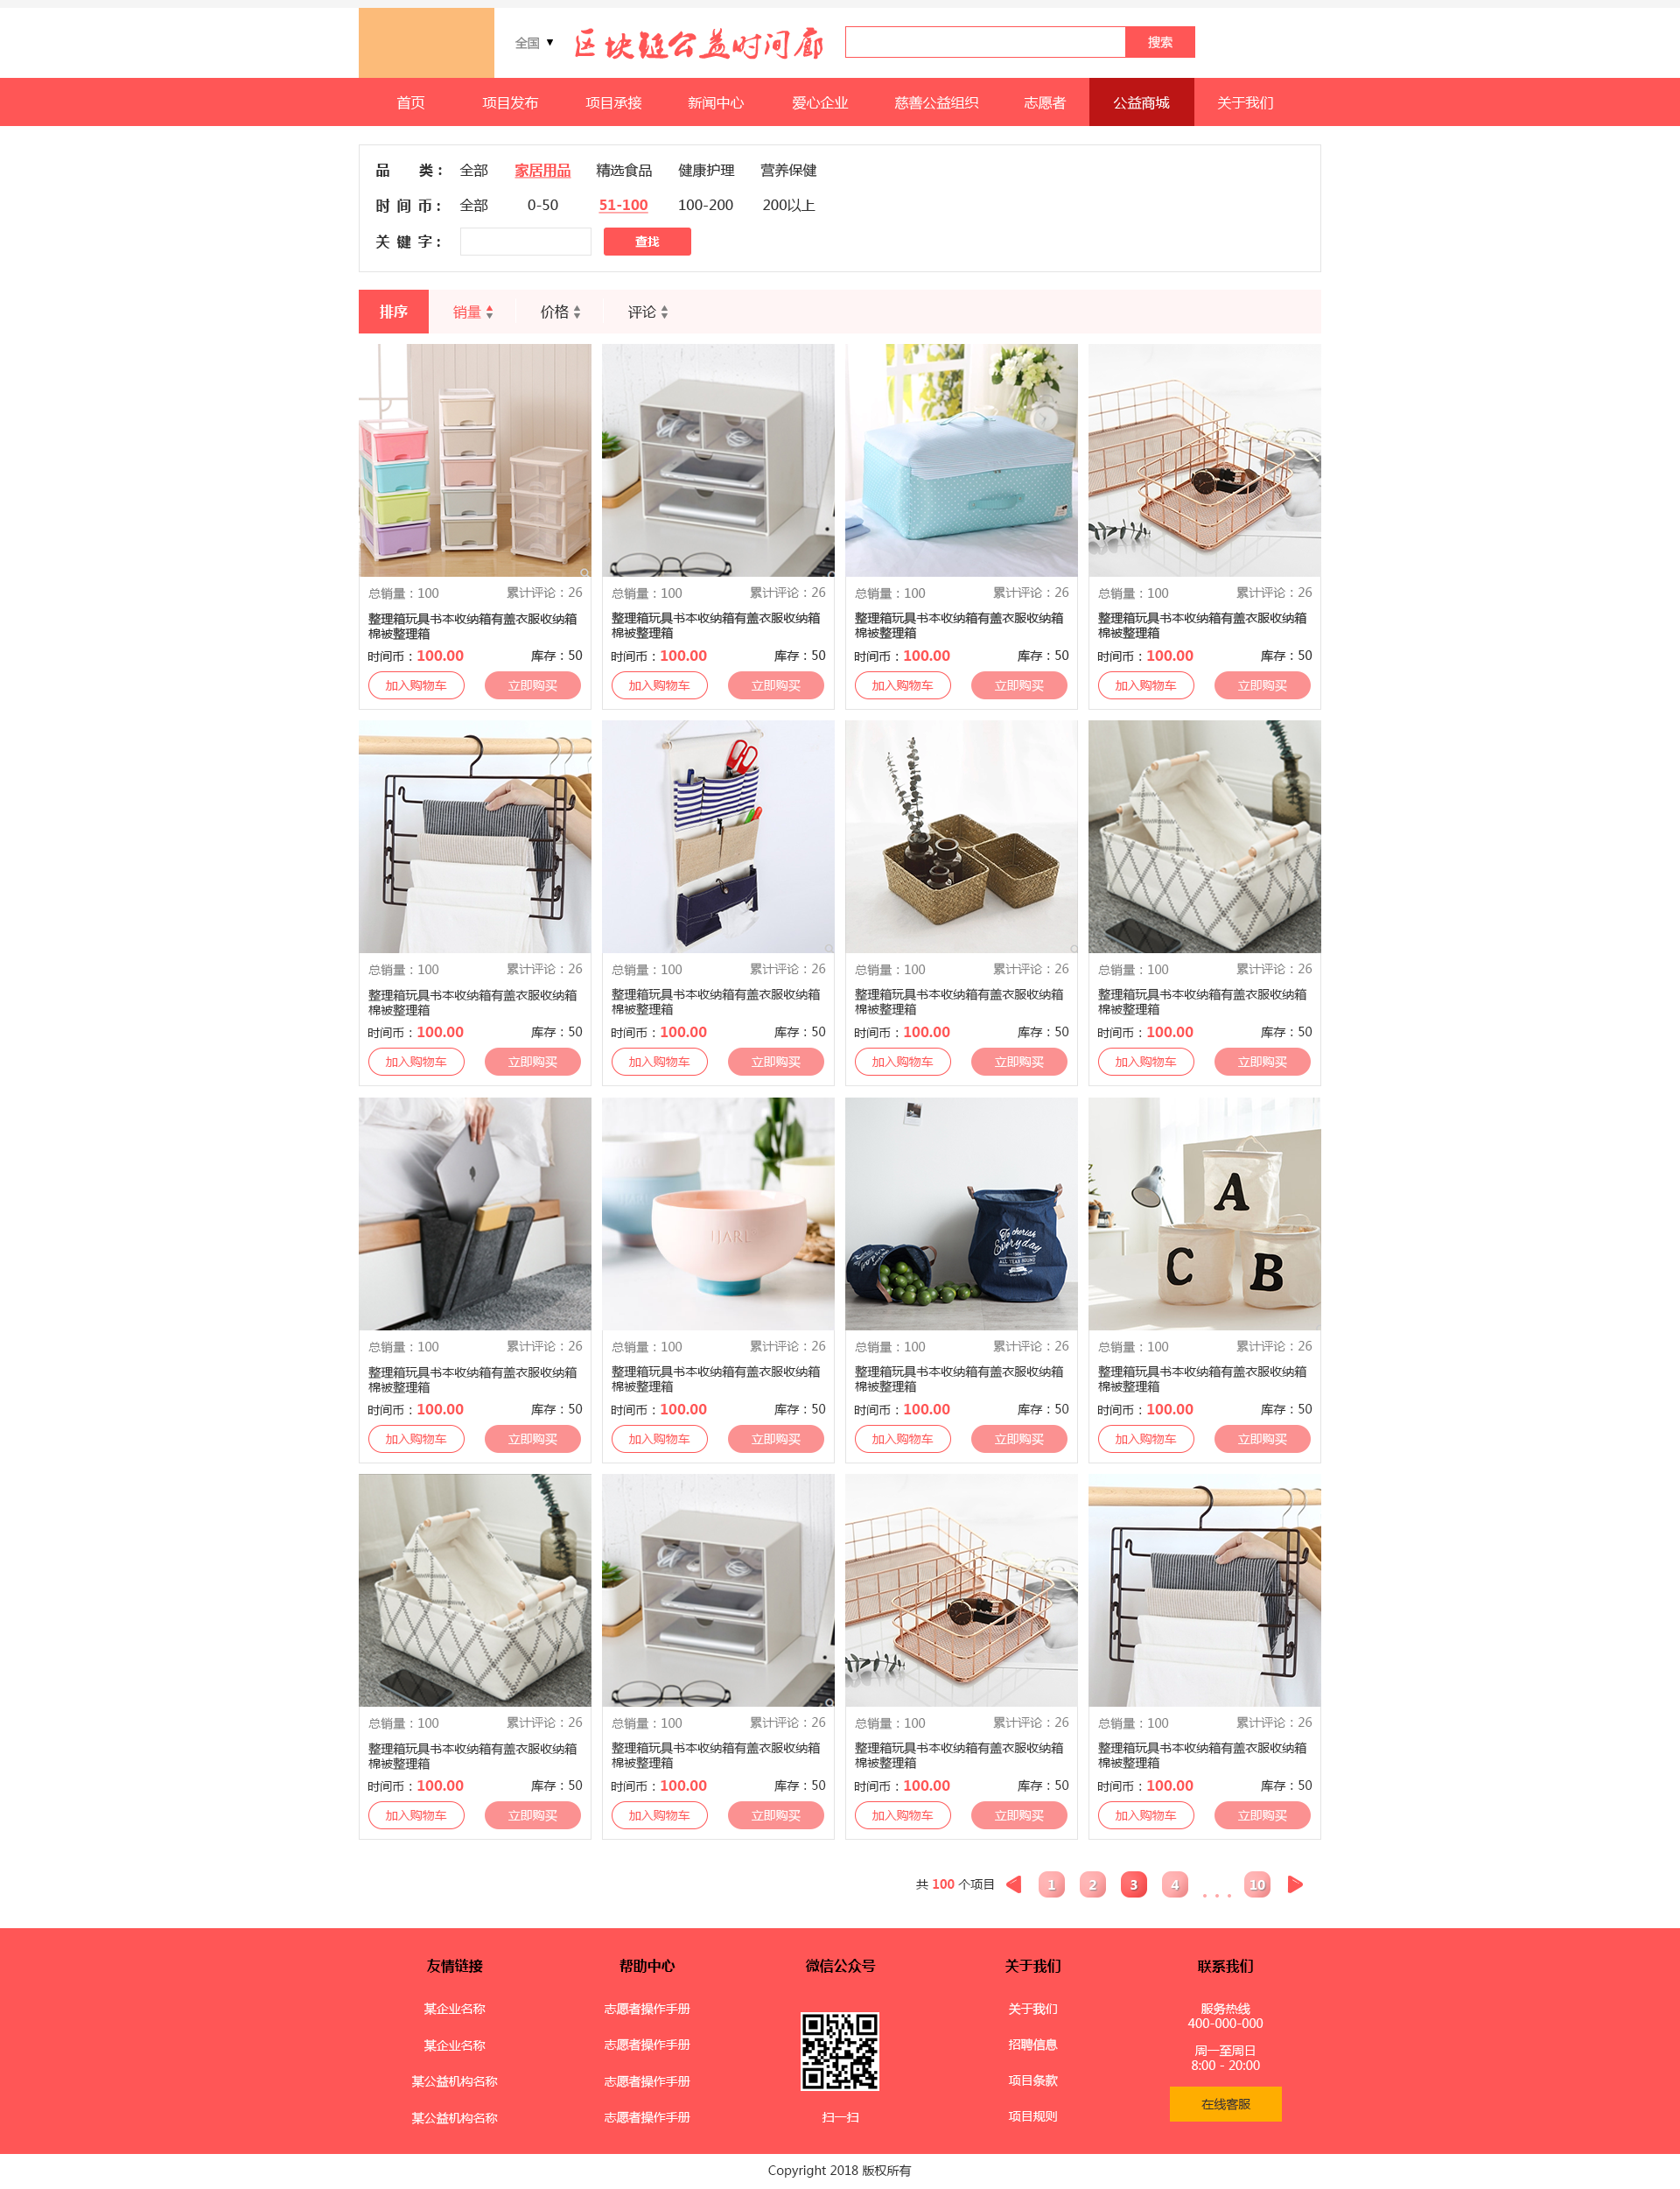 全国 ▼ 区块链公益时间廊 搜索
首页 项目发布 项目承接 新闻中心 爱心企业 慈善公益组织 志愿者 公益商城 关于我们
品 类： 全部 家居用品 精选食品 健康护理 营养保健
时 间 币： 全部 0-50 51-100 100-200 200以上
关 键 字： 查找
排序 销量 价格 评论
总销量：100 累计评论：26 总销量：100 累计评论：26 总销量：100 累计评论：26 总销量：100 累计评论：26
整理箱玩具书本收纳箱有盖衣服收纳箱 整理箱玩具书本收纳箱有盖衣服收纳箱 整理箱玩具书本收纳箱有盖衣服收纳箱 整理箱玩具书本收纳箱有盖衣服收纳箱
棉被整理箱 棉被整理箱 棉被整理箱 棉被整理箱
时间币：100.00 库存：50 时间币：100.00 库存：50 时间币：100.00 库存：50 时间币：100.00 库存：50
加入购物车 立即购买 加入购物车 立即购买 加入购物车 立即购买 加入购物车 立即购买
总销量：100 累计评论：26 总销量：100 累计评论：26 总销量：100 累计评论：26 总销量：100 累计评论：26
整理箱玩具书本收纳箱有盖衣服收纳箱 整理箱玩具书本收纳箱有盖衣服收纳箱 整理箱玩具书本收纳箱有盖衣服收纳箱 整理箱玩具书本收纳箱有盖衣服收纳箱
棉被整理箱 棉被整理箱 棉被整理箱 棉被整理箱
时间币：100.00 库存：50 时间币：100.00 库存：50 时间币：100.00 库存：50 时间币：100.00 库存：50
加入购物车 立即购买 加入购物车 立即购买 加入购物车 立即购买 加入购物车 立即购买
IJARL
To cherish
Everyday
ALL YEAR ROUND
A
C B
总销量：100 累计评论：26 总销量：100 累计评论：26 总销量：100 累计评论：26 总销量：100 累计评论：26
整理箱玩具书本收纳箱有盖衣服收纳箱 整理箱玩具书本收纳箱有盖衣服收纳箱 整理箱玩具书本收纳箱有盖衣服收纳箱 整理箱玩具书本收纳箱有盖衣服收纳箱
棉被整理箱 棉被整理箱 棉被整理箱 棉被整理箱
时间币：100.00 库存：50 时间币：100.00 库存：50 时间币：100.00 库存：50 时间币：100.00 库存：50
加入购物车 立即购买 加入购物车 立即购买 加入购物车 立即购买 加入购物车 立即购买
总销量：100 累计评论：26 总销量：100 累计评论：26 总销量：100 累计评论：26 总销量：100 累计评论：26
整理箱玩具书本收纳箱有盖衣服收纳箱 整理箱玩具书本收纳箱有盖衣服收纳箱 整理箱玩具书本收纳箱有盖衣服收纳箱 整理箱玩具书本收纳箱有盖衣服收纳箱
棉被整理箱 棉被整理箱 棉被整理箱 棉被整理箱
时间币：100.00 库存：50 时间币：100.00 库存：50 时间币：100.00 库存：50 时间币：100.00 库存：50
加入购物车 立即购买 加入购物车 立即购买 加入购物车 立即购买 加入购物车 立即购买
共 100 个项目 1 2 3 4 ... 10
友情链接 帮助中心 微信公众号 关于我们 联系我们
某企业名称 志愿者操作手册 关于我们 服务热线
400-000-000
某企业名称 志愿者操作手册 招聘信息 周一至周日
8:00 - 20:00
某公益机构名称 志愿者操作手册 项目条款 在线客服
某公益机构名称 志愿者操作手册 扫一扫 项目规则
Copyright 2018 版权所有